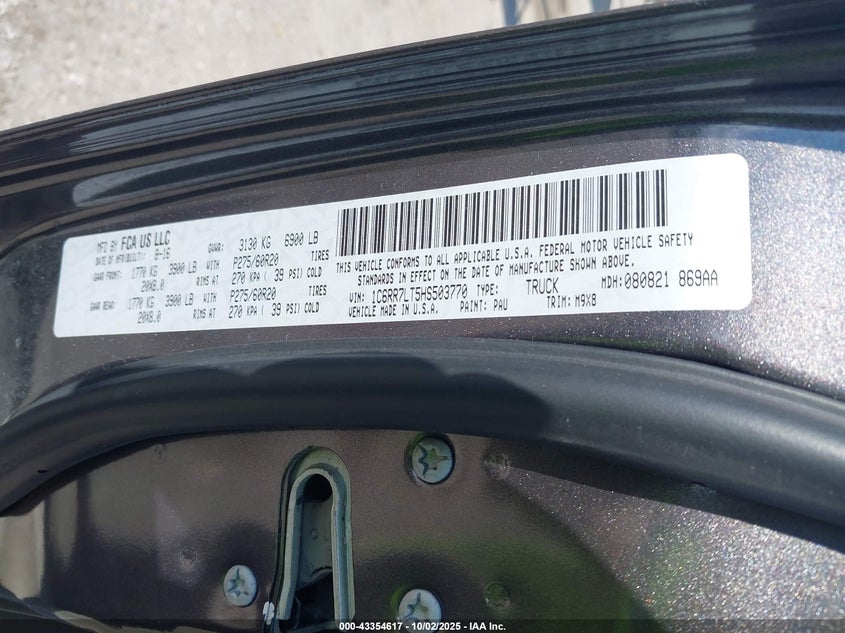 MFD BY FCA US LLC
DATE OF MFR/BUILT: 8-16
GVWR: 3130 KG 6900 LB
GAWR FRONT: 1770 KG 3900 LB WITH P275/60R20 TIRES
20X8.0 RIMS AT 270 KPA ( 39 PSI) COLD
GAWR REAR: 1770 KG 3900 LB WITH P275/60R20 TIRES
20X8.0 RIMS AT 270 KPA ( 39 PSI) COLD
THIS VEHICLE CONFORMS TO ALL APPLICABLE U.S.A. FEDERAL MOTOR VEHICLE SAFETY
STANDARDS IN EFFECT ON THE DATE OF MANUFACTURE SHOWN ABOVE.
VIN: 1C6RR7LT5HS503770 TYPE: TRUCK MDH: 080821 869AA
VEHICLE MADE IN U.S.A. PAINT: PAU TRIM: M9X8
000-43354617 - 10/02/2025 - IAA Inc.